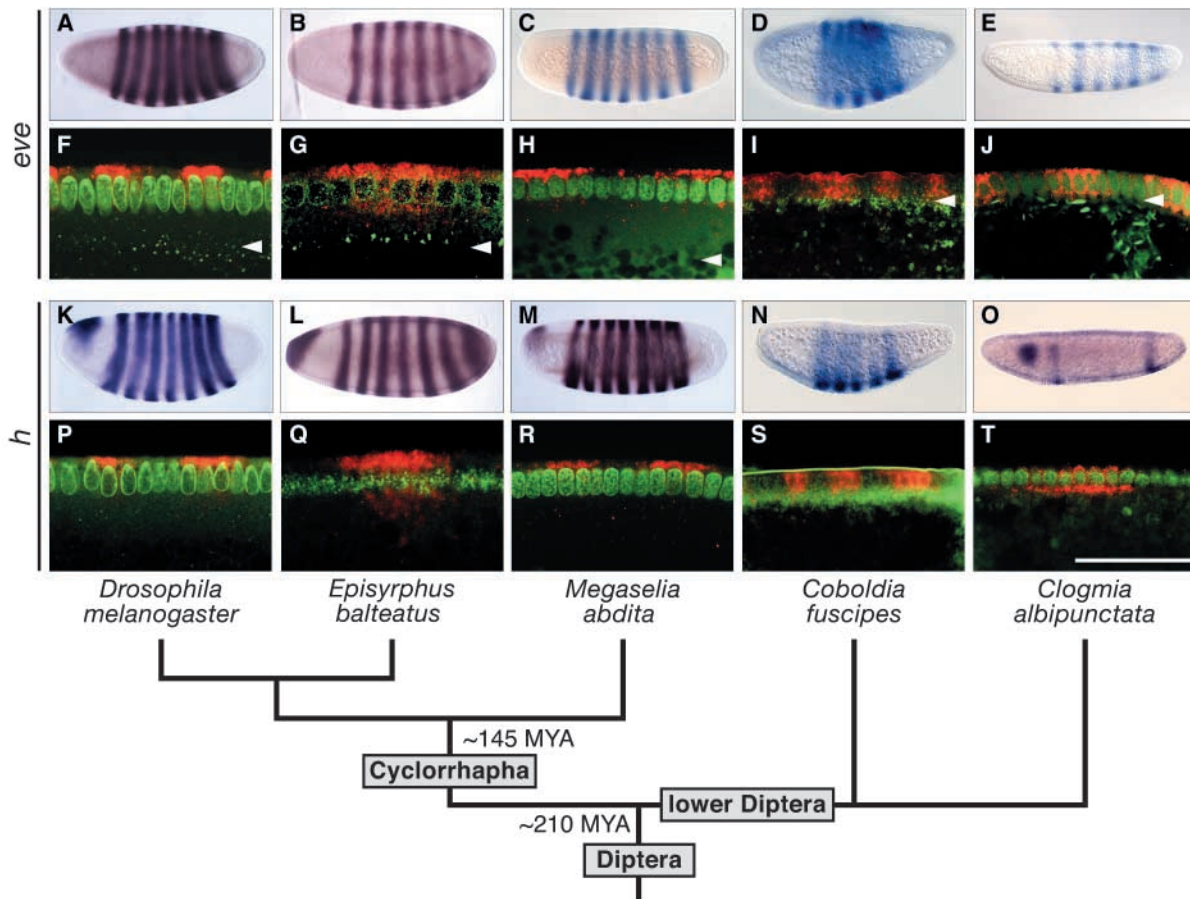 A B C D E
eve
F G H I J
K L M N O
h
P Q R S T
Drosophila Episyrphus Megaselia Coboldia Clogmia
melanogaster balteatus abdita fuscipes albipunctata
~145 MYA
Cyclorrhapha
lower Diptera
~210 MYA
Diptera